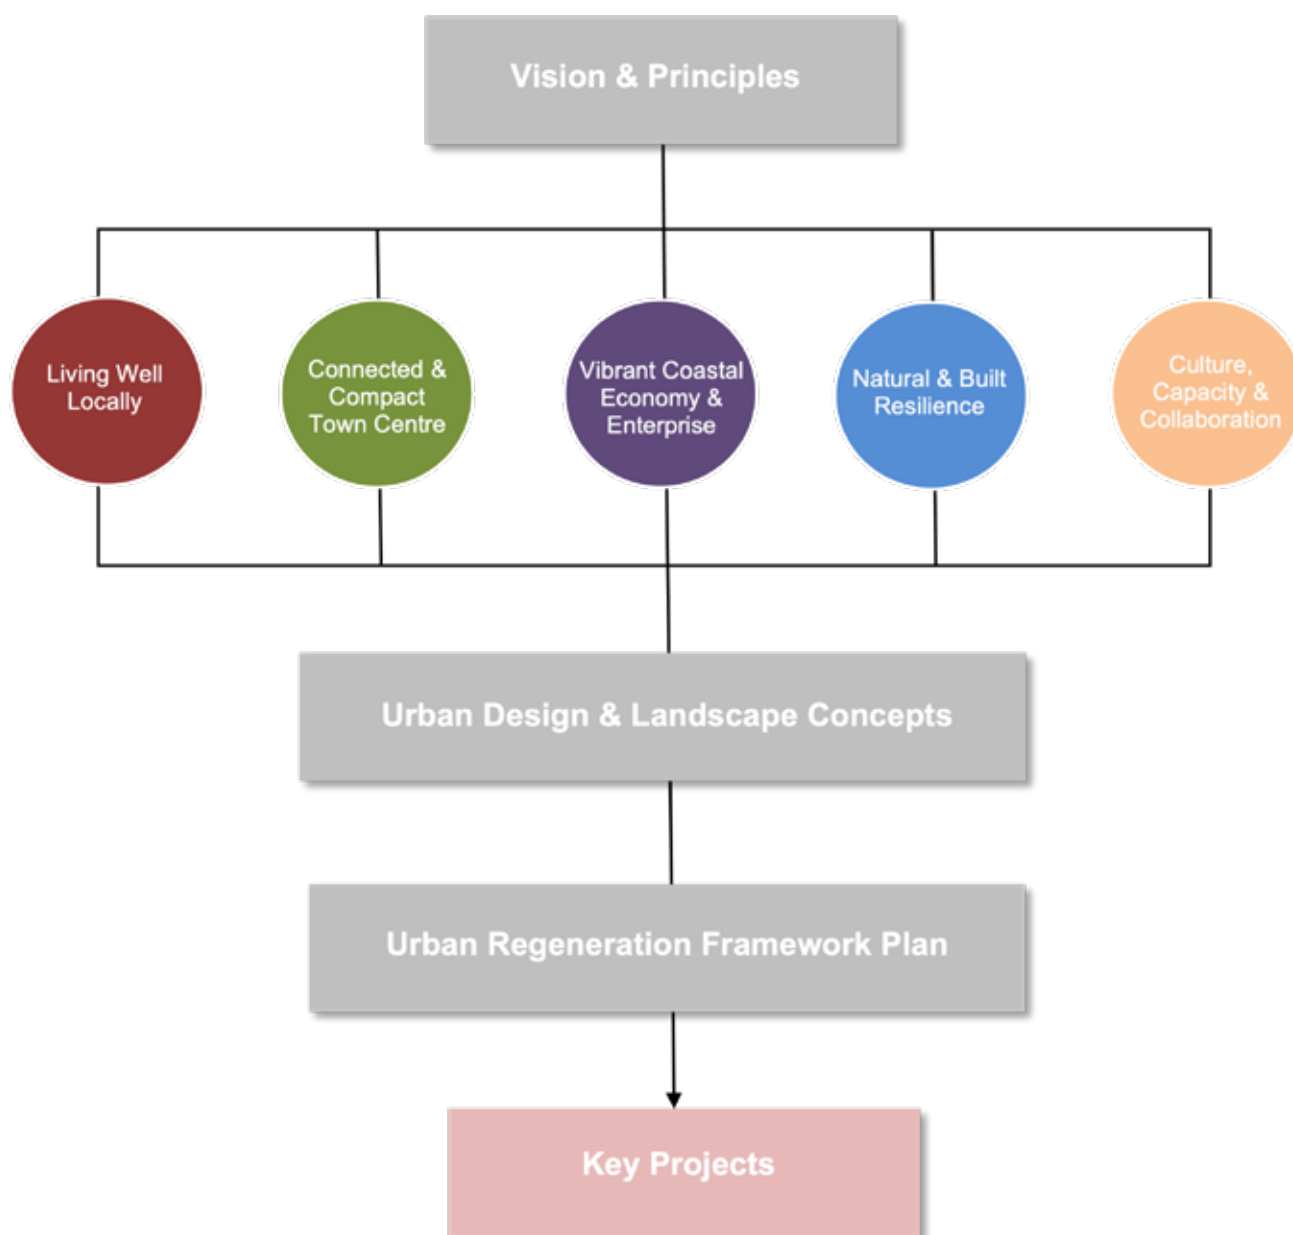 Vision & Principles
Living Well
Locally
Connected &
Compact
Town Centre
Vibrant Coastal
Economy &
Enterprise
Natural & Built
Resilience
Culture,
Capacity &
Collaboration
Urban Design & Landscape Concepts
Urban Regeneration Framework Plan
Key Projects